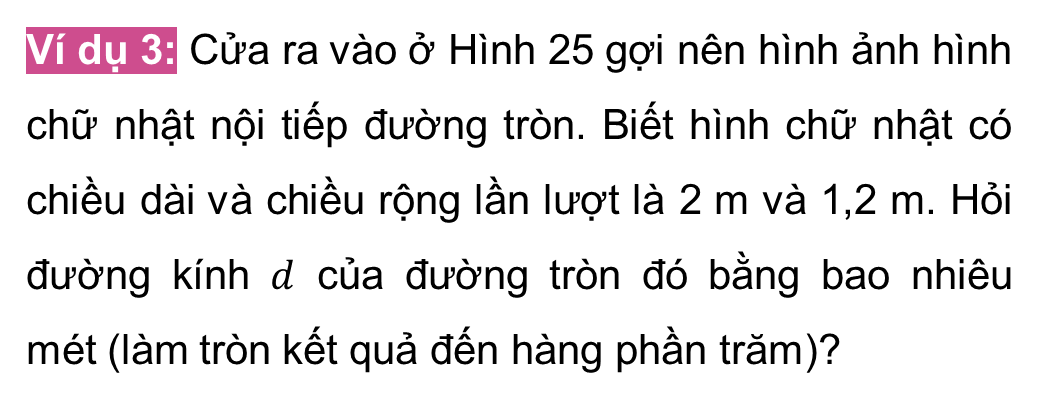 Ví dụ 3: Cửa ra vào ở Hình 25 gợi nên hình ảnh hình
chữ nhật nội tiếp đường tròn. Biết hình chữ nhật có
chiều dài và chiều rộng lần lượt là 2 m và 1,2 m. Hỏi
đường kính d của đường tròn đó bằng bao nhiêu
mét (làm tròn kết quả đến hàng phần trăm)?